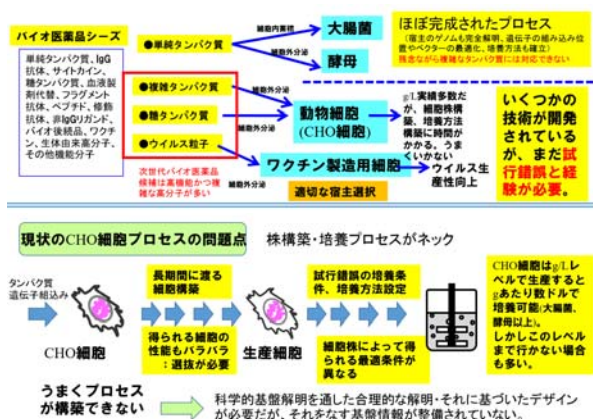 バイオ医薬品シーズ
単純タンパク質、IgG
抗体、サイトカイン、
糖タンパク質、血液製
剤代替、フラグメント
抗体、ペプチド、修飾
抗体、非IgGリガンド、
バイオ後続品、ワクチ
ン、生体由来高分子、
その他機能分子
●単純タンパク質
細胞内蓄積
細胞外分泌
大腸菌
酵母
ほぼ完成されたプロセス
(宿主のゲノムも完全解明、遺伝子の組み込み位
置やベクターの最適化、培養方法も確立)
残念ながら複雑なタンパク質には対応できない
●複雑タンパク質
●糖タンパク質
●ウイルス粒子
次世代バイオ医薬品
候補は高機能かつ複
雑な高分子が多い
細胞外分泌
細胞外分泌
細胞外分泌
動物細胞
(CHO細胞)
g/L実績多数だ
が、細胞株構
築、培養方法
構築に時間が
かかる、うま
くいかない
ワクチン製造用細胞
ウイルス生
産性向上
適切な宿主選択
いくつかの
技術が開発
されている
が、まだ試
行錯誤と経
験が必要。
現状のCHO細胞プロセスの問題点
株構築・培養プロセスがネック
タンパク質
遺伝子組込み
CHO細胞
長期間に渡る
細胞構築
得られる細胞の
性能もバラバラ
：選抜が必要
生産細胞
試行錯誤の培養条
件、培養方法設定
細胞株によって得
られる最適条件が
異なる
CHO細胞はg/Lレ
ベルで生産すると
gあたり数ドルで
培養可能(大腸菌、
酵母以上)。
しかしこのレベル
まで行かない場合
も多い。
うまくプロセス
が構築できない
科学的基盤解明を通した合理的な解明・それに基づいたデザイン
が必要だが、それをなす基盤情報が整備されていない。